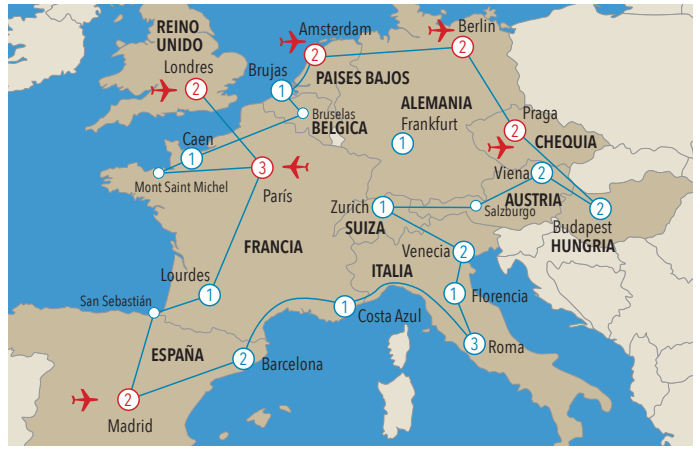 REINO
UNIDO
Londres
2
Amsterdam
2
Berlin
2
Brujas
1
PAISES BAJOS
Bruselas
BELGICA
ALEMANIA
Frankfurt
1
Praga
2
CHEQUIA
Caen
1
Mont Saint Michel
3
París
Viena
2
AUSTRIA
Salzburgo
2
Budapest
HUNGRIA
Zurich
1
SUIZA
FRANCIA
Venecia
2
ITALIA
Lourdes
1
San Sebastián
1
Florencia
1
Costa Azul
3
Roma
ESPAÑA
2
Barcelona
2
Madrid